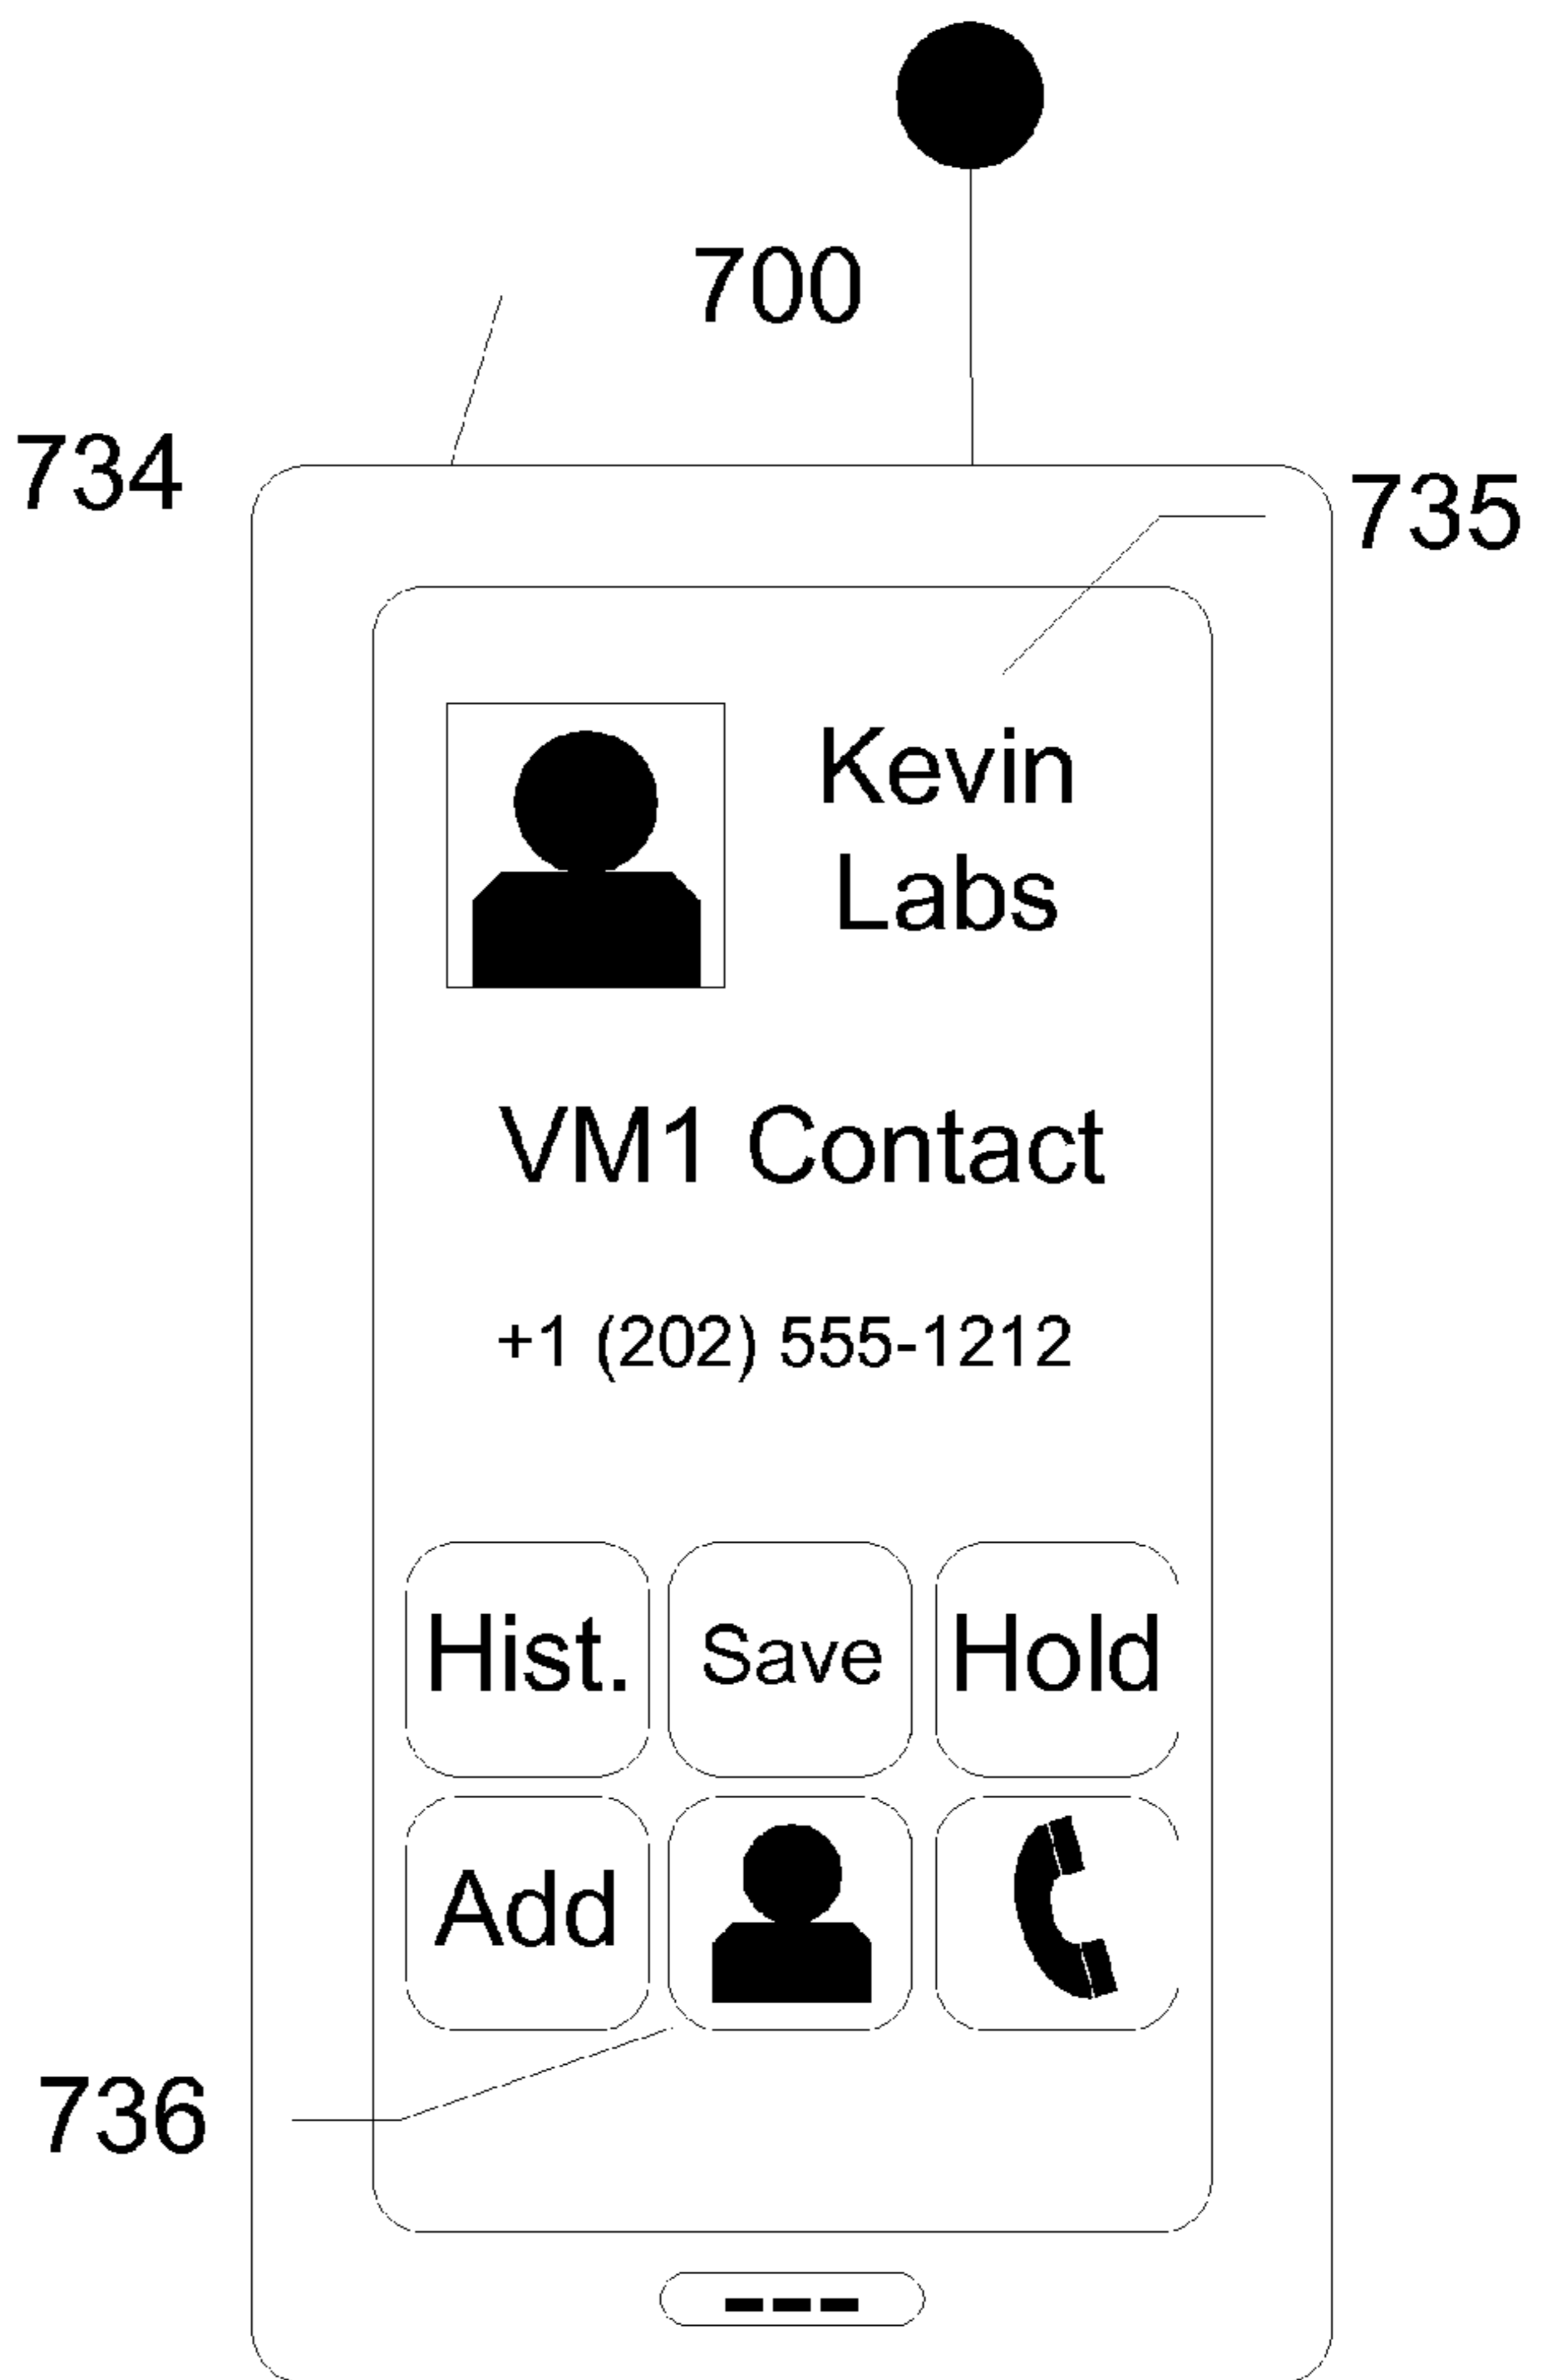 700
734
735
Kevin
Labs
VM1 Contact
+1 (202) 555-1212
Hist.
Save
Hold
Add
736